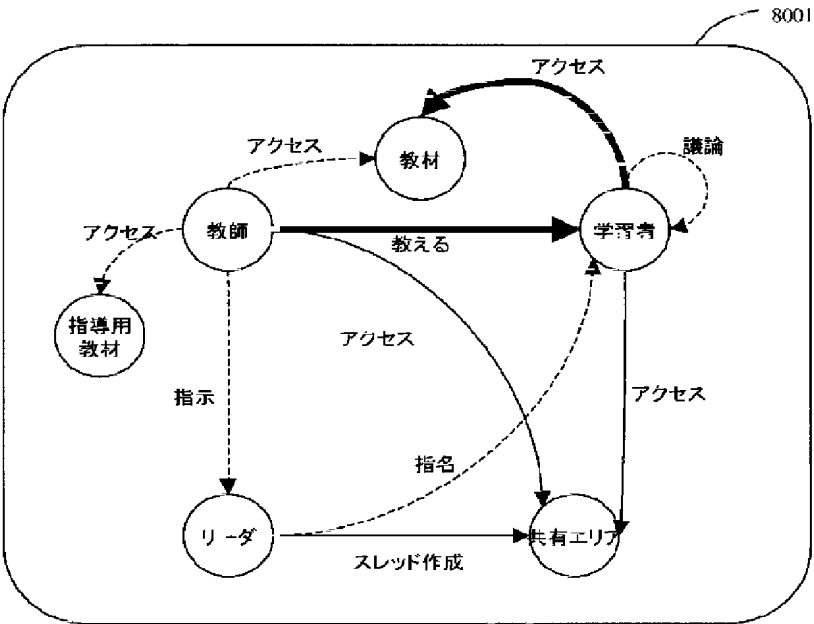 8001
アクセス
議論
アクセス
教材
教師
教える
学習者
アクセス
指導用
教材
アクセス
指示
アクセス
指名
リーダ
スレッド作成
共有エリア